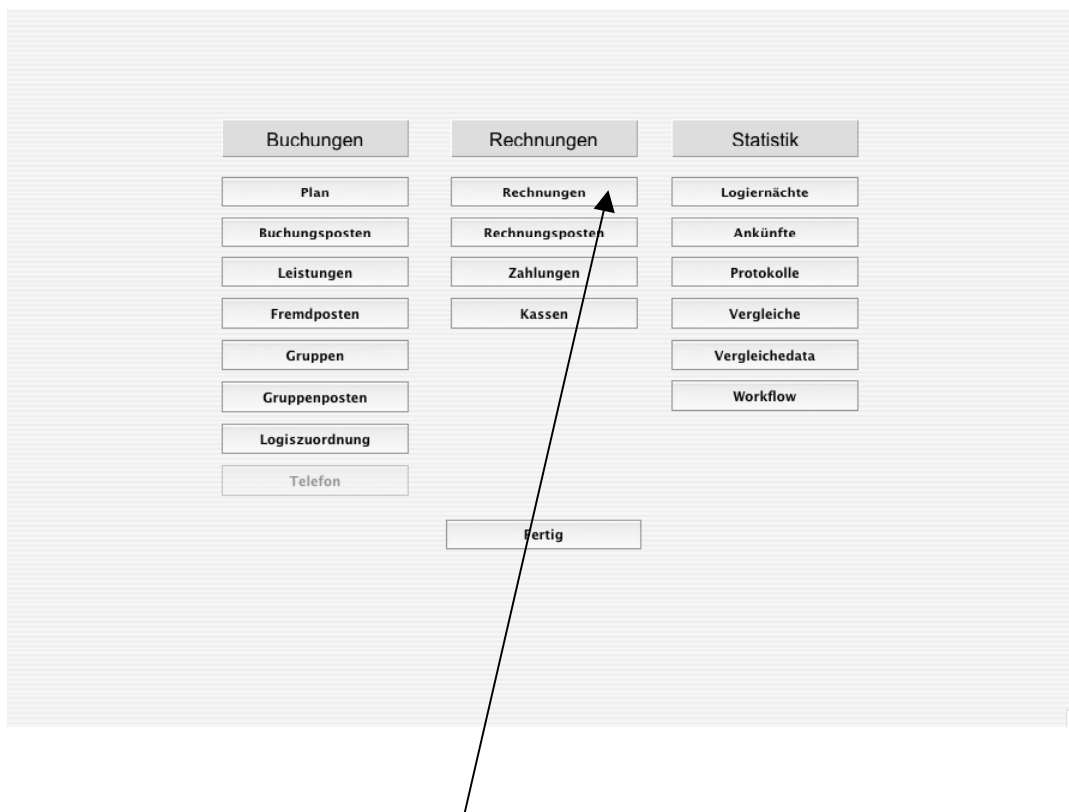 Buchungen
Rechnungen
Statistik
Plan
Rechnungen
Logiernächte
Buchungsposten
Rechnungsposten
Ankünfte
Leistungen
Zahlungen
Protokolle
Fremdposten
Kassen
Vergleiche
Gruppen
Vergleichedata
Gruppenposten
Workflow
Logiszuordnung
Telefon
Fertig